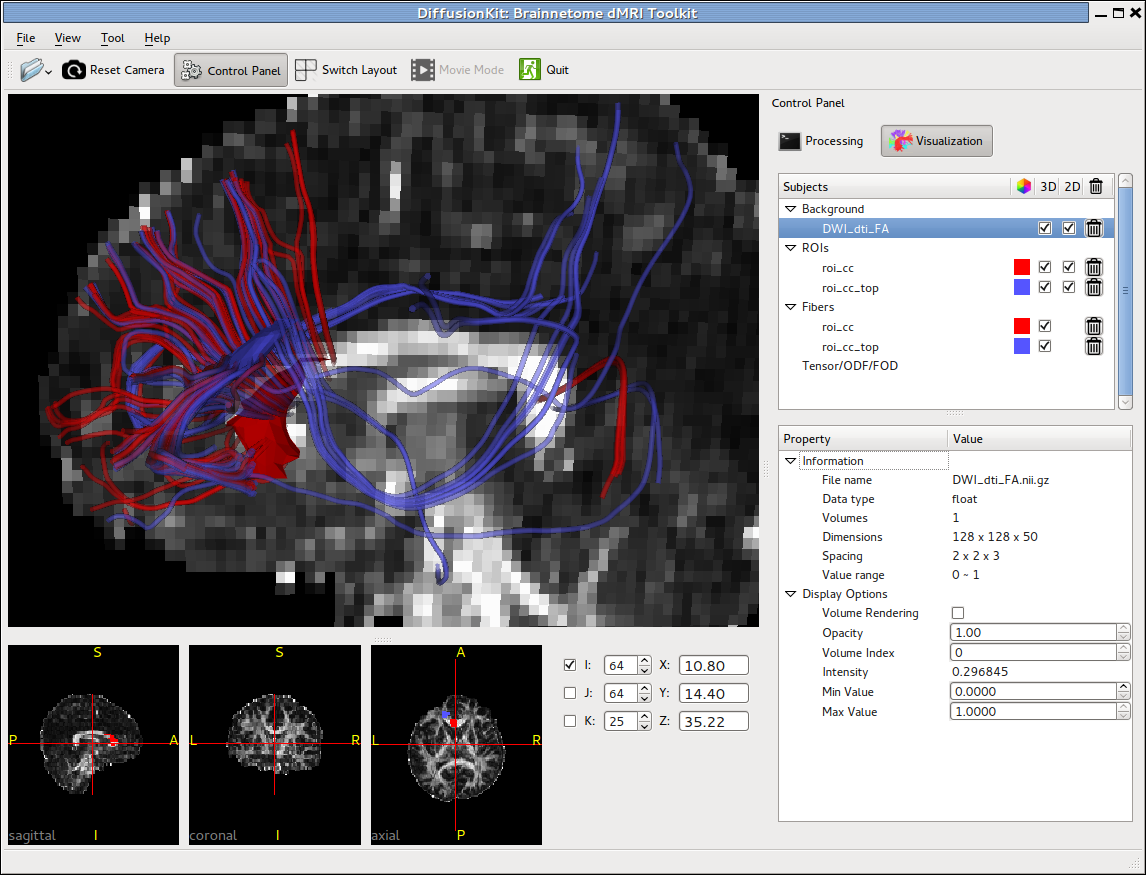 DiffusionKit: Brainnetome dMRI Toolkit
File View Tool Help
Reset Camera Control Panel Switch Layout Movie Mode Quit
Control Panel
Processing Visualization
Subjects 3D 2D
Background
DWI_dti_FA
ROIs
roi_cc
roi_cc_top
Fibers
roi_cc
roi_cc_top
Tensor/ODF/FOD
Property Value
Information
File name DWI_dti_FA.nii.gz
Data type float
Volumes 1
Dimensions 128 x 128 x 50
Spacing 2 x 2 x 3
Value range 0 ~ 1
Display Options
Volume Rendering
Opacity 1.00
Volume Index 0
Intensity 0.296845
Min Value 0.0000
Max Value 1.0000
S
P A
sagittal I
S
L R
coronal I
A
L R
axial P
I: 64 X: 10.80
J: 64 Y: 14.40
K: 25 Z: 35.22